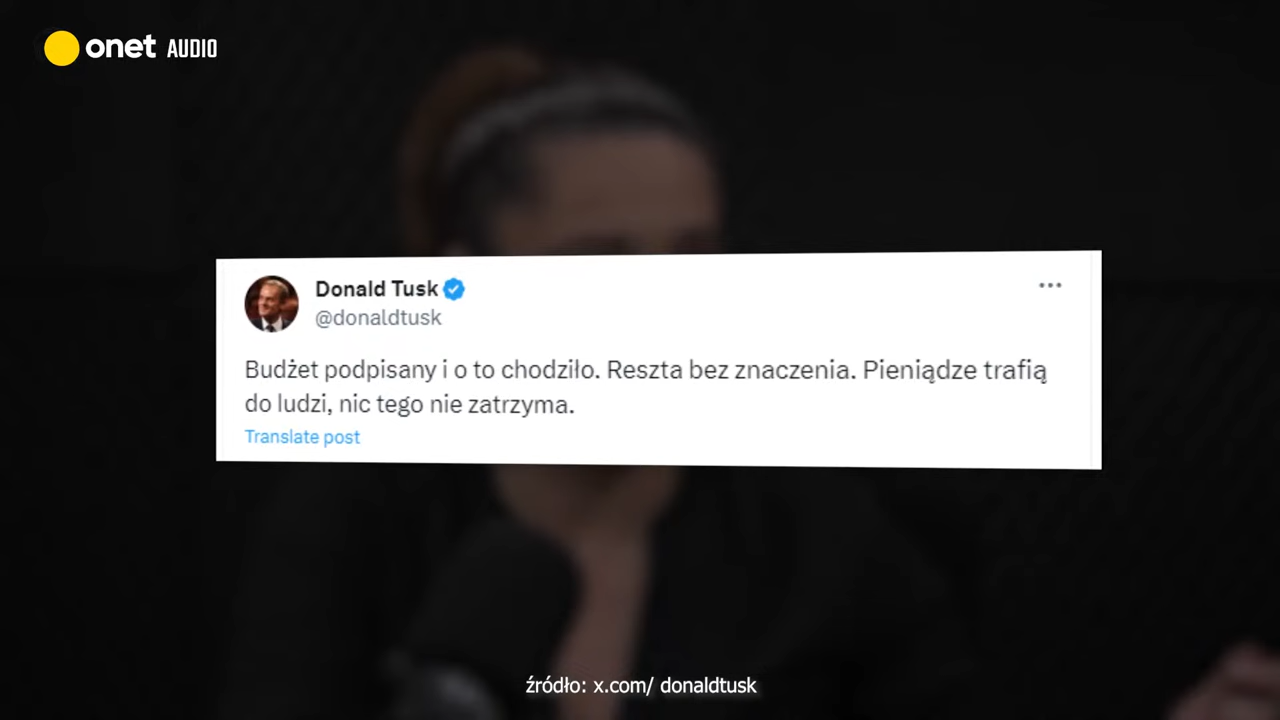 onet AUDIO
Donald Tusk
@donaldtusk
Budżet podpisany i o to chodziło. Reszta bez znaczenia. Pieniądze trafią
do ludzi, nic tego nie zatrzyma.
Translate post
źródło: x.com/ donaldtusk